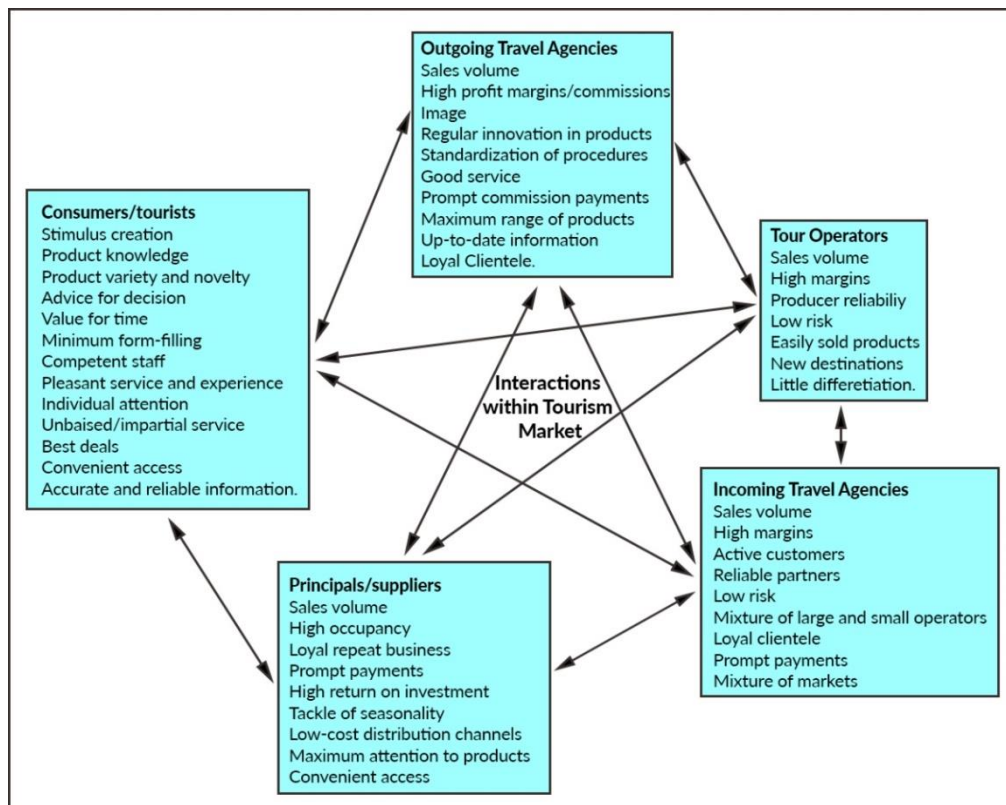 Outgoing Travel Agencies
Sales volume
High profit margins/commissions
Image
Regular innovation in products
Standardization of procedures
Good service
Prompt commission payments
Maximum range of products
Up-to-date information
Loyal Clientele.
Consumers/tourists
Stimulus creation
Product knowledge
Product variety and novelty
Advice for decision
Value for time
Minimum form-filling
Competent staff
Pleasant service and experience
Individual attention
Unbaised/impartial service
Best deals
Convenient access
Accurate and reliable information.
Tour Operators
Sales volume
High margins
Producer reliabiliy
Low risk
Easily sold products
New destinations
Little differetiation.
Interactions
within Tourism
Market
Principals/suppliers
Sales volume
High occupancy
Loyal repeat business
Prompt payments
High return on investment
Tackle of seasonality
Low-cost distribution channels
Maximum attention to products
Convenient access
Incoming Travel Agencies
Sales volume
High margins
Active customers
Reliable partners
Low risk
Mixture of large and small operators
Loyal clientele
Prompt payments
Mixture of markets